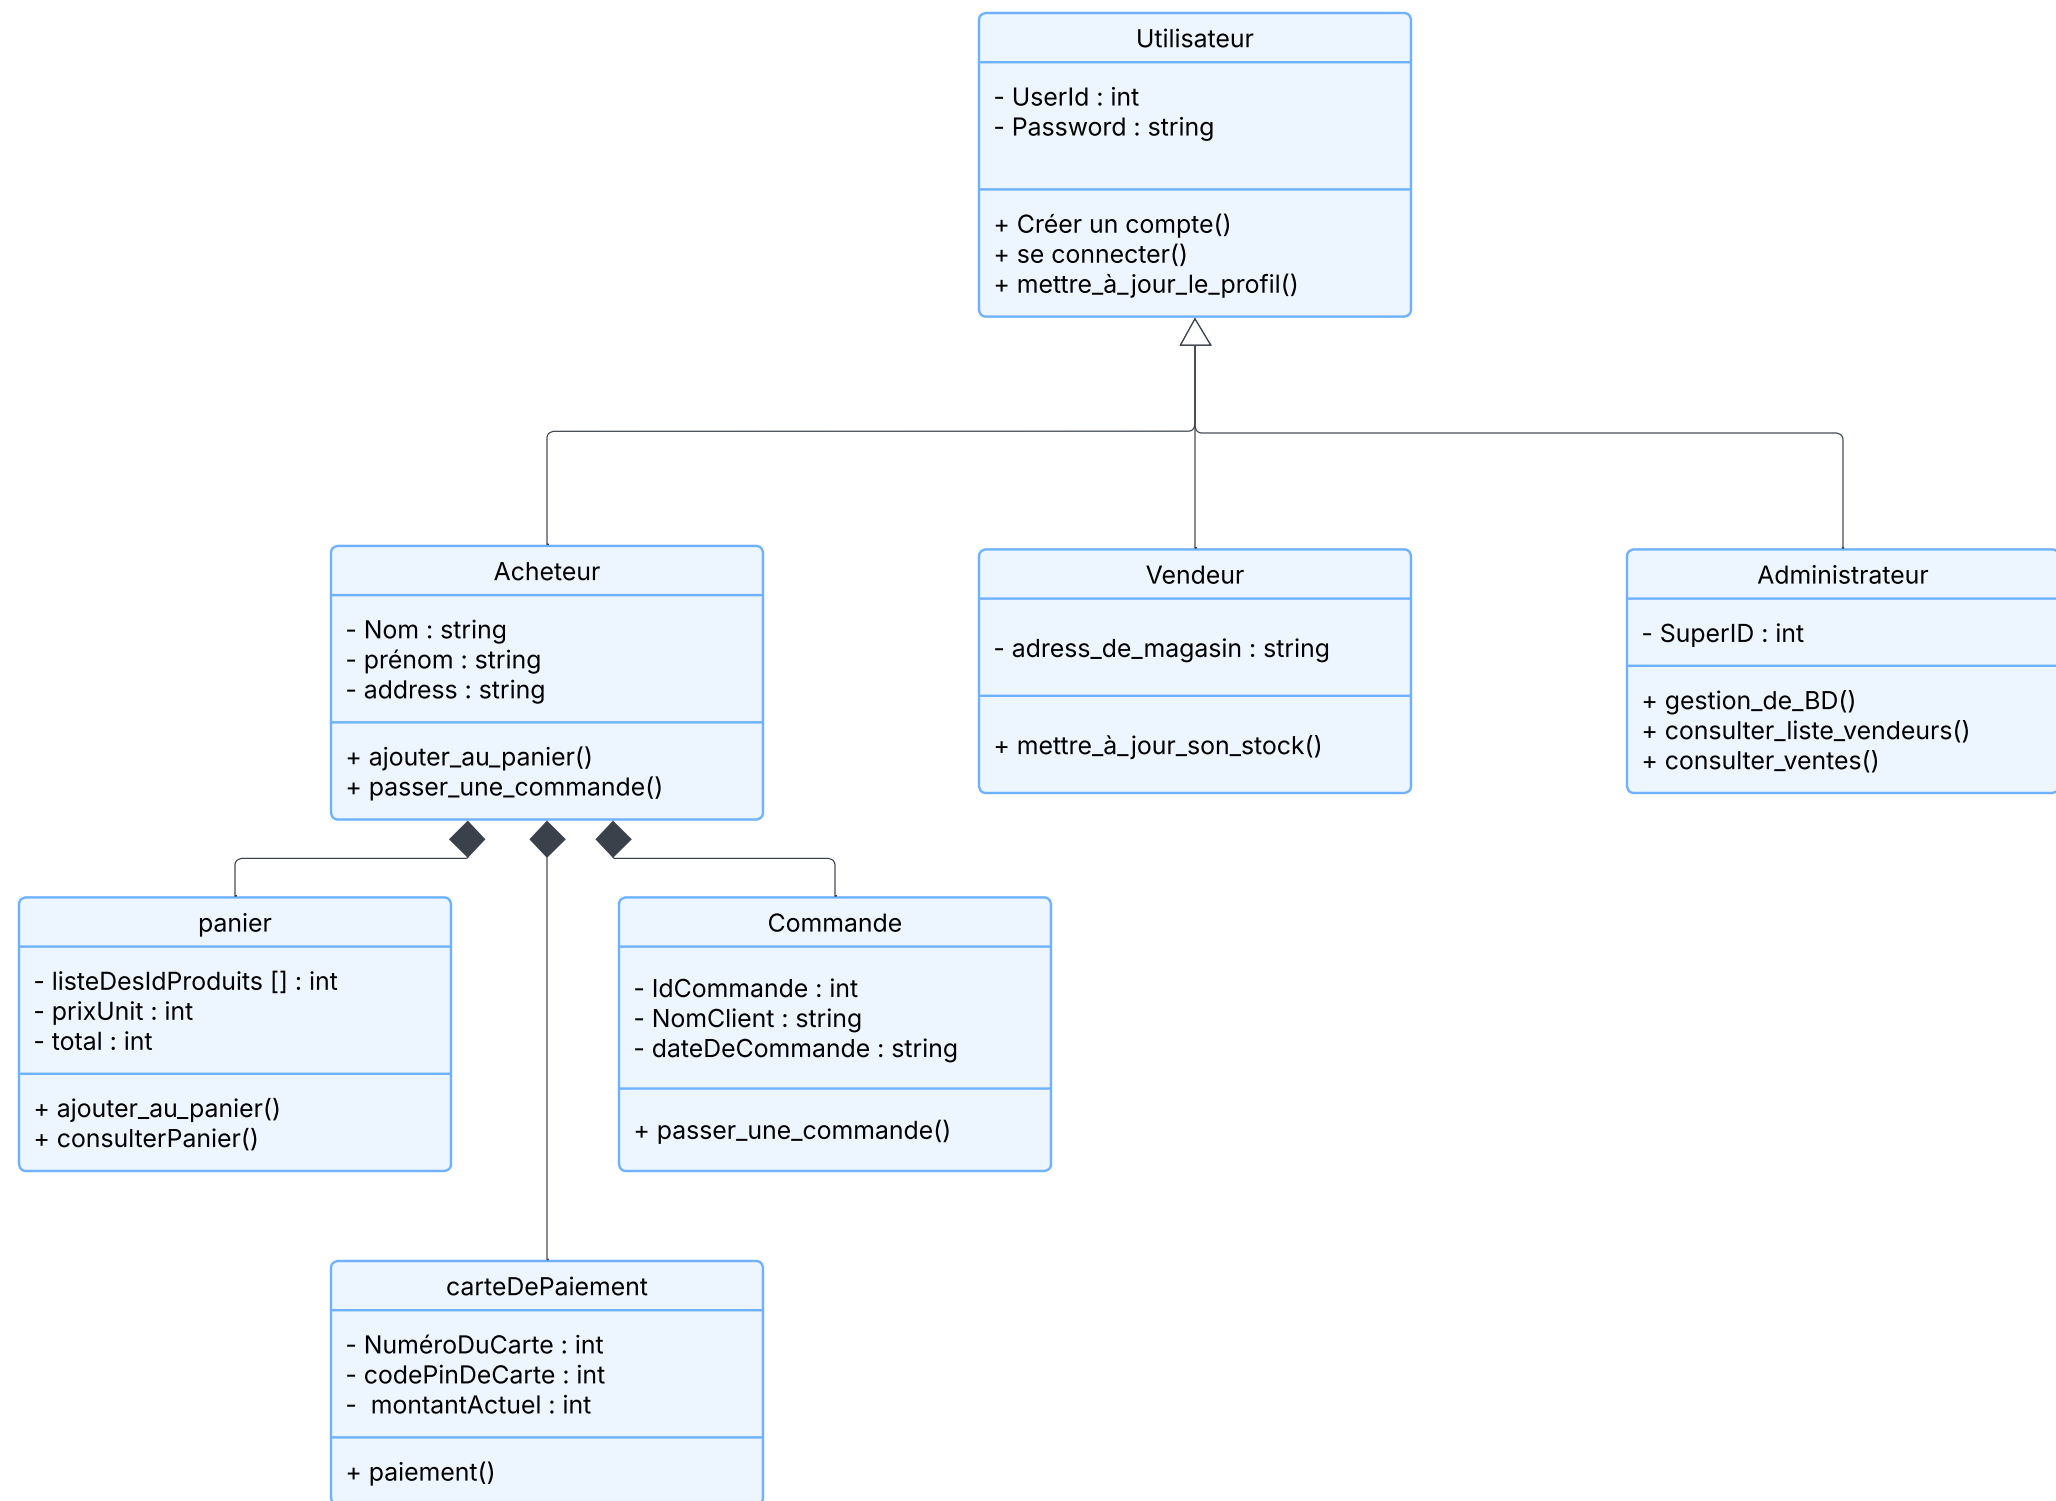 Utilisateur
- UserId : int
- Password : string
+ Créer un compte()
+ se connecter()
+ mettre_à_jour_le_profil()
Acheteur
- Nom : string
- prénom : string
- address : string
+ ajouter_au_panier()
+ passer_une_commande()
Vendeur
- adress_de_magasin : string
+ mettre_à_jour_son_stock()
Administrateur
- SuperID : int
+ gestion_de_BD()
+ consulter_liste_vendeurs()
+ consulter_ventes()
panier
- listeDesIdProduits [] : int
- prixUnit : int
- total : int
+ ajouter_au_panier()
+ consulterPanier()
Commande
- IdCommande : int
- NomClient : string
- dateDeCommande : string
+ passer_une_commande()
carteDePaiement
- NuméroDuCarte : int
- codePinDeCarte : int
- montantActuel : int
+ paiement()